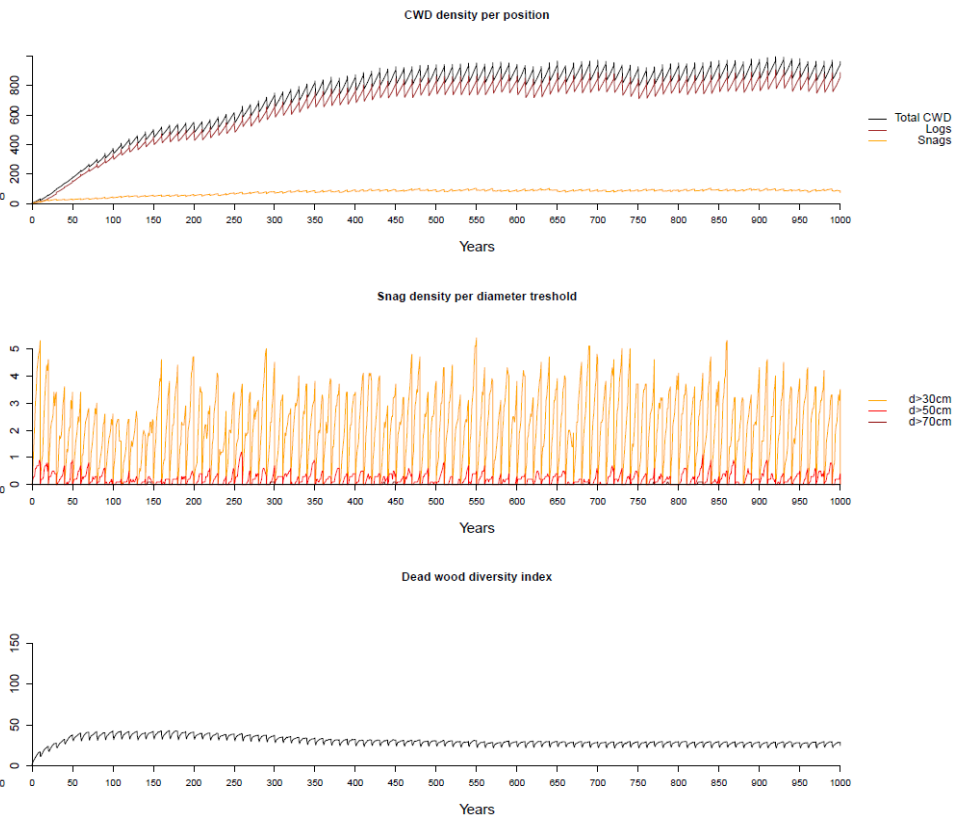 CWD density per position
800
600
400
200
0
0 50 100 150 200 250 300 350 400 450 500 550 600 650 700 750 800 850 900 950 1000
Years
Total CWD
Logs
Snags
Snag density per diameter treshold
5
4
3
2
1
0
0 50 100 150 200 250 300 350 400 450 500 550 600 650 700 750 800 850 900 950 1000
Years
d>30cm
d>50cm
d>70cm
Dead wood diversity index
150
100
50
0
0 50 100 150 200 250 300 350 400 450 500 550 600 650 700 750 800 850 900 950 1000
Years